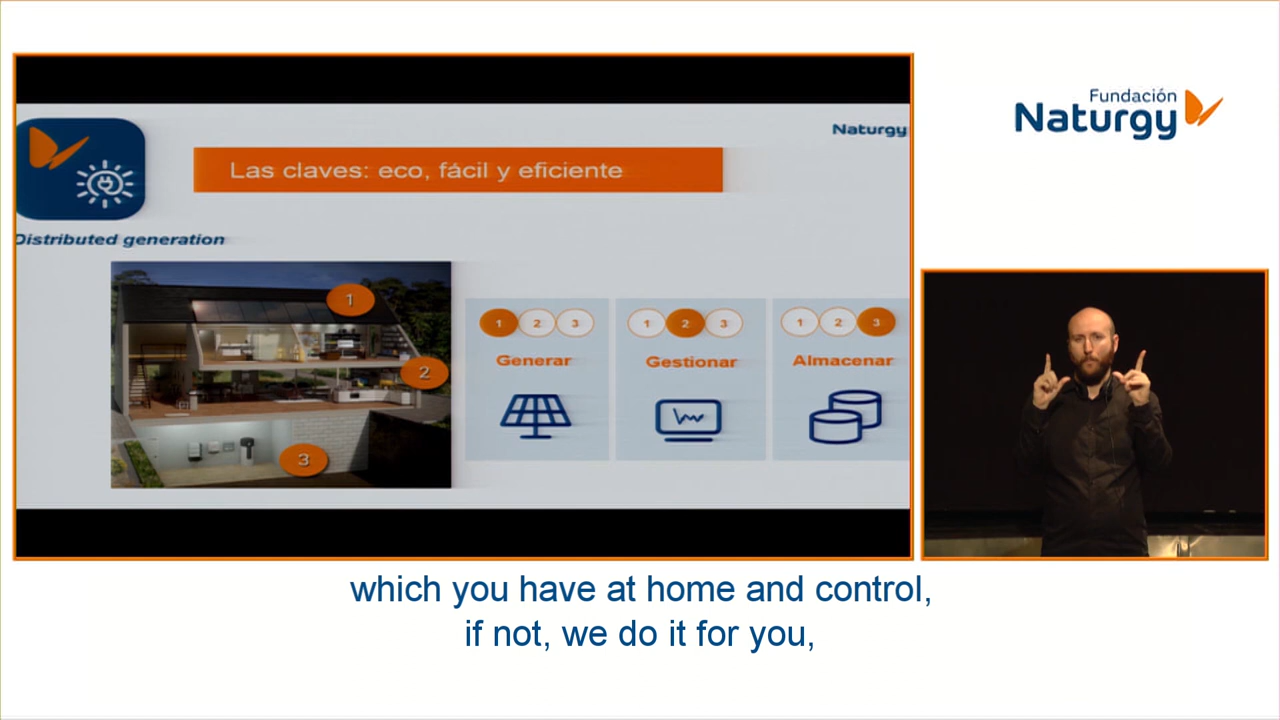 Fundación
Naturgy
Naturgy
Las claves: eco, fácil y eficiente
Distributed generation
1
2
3
1 2 3
Generar
1 2 3
Gestionar
1 2 3
Almacenar
which you have at home and control,
if not, we do it for you,